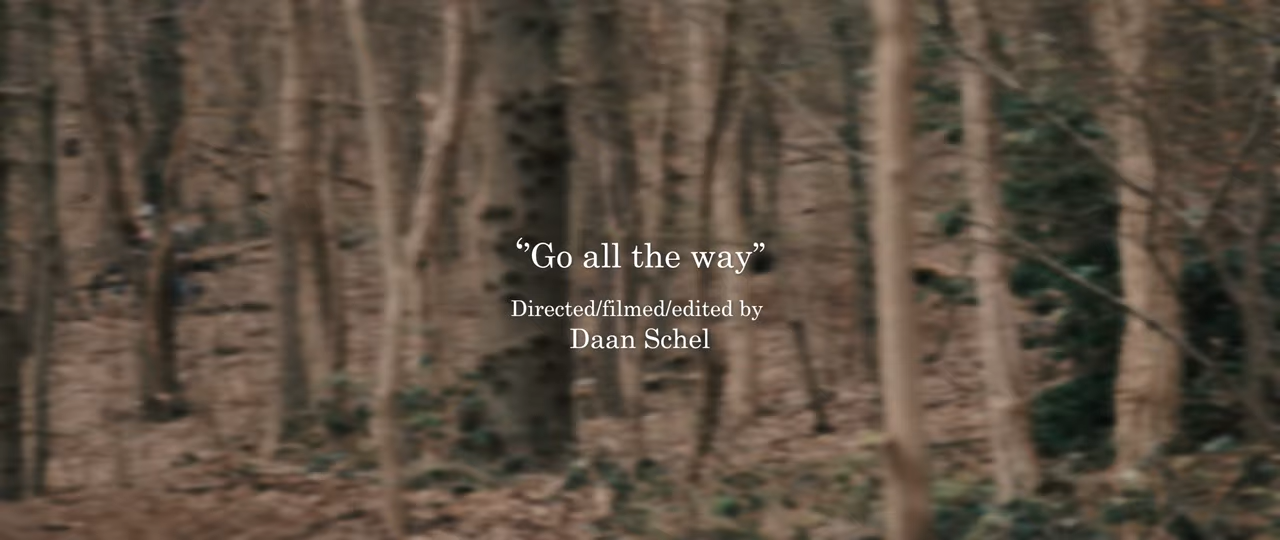 ‘’Go all the way”
Directed/filmed/edited by
Daan Schel